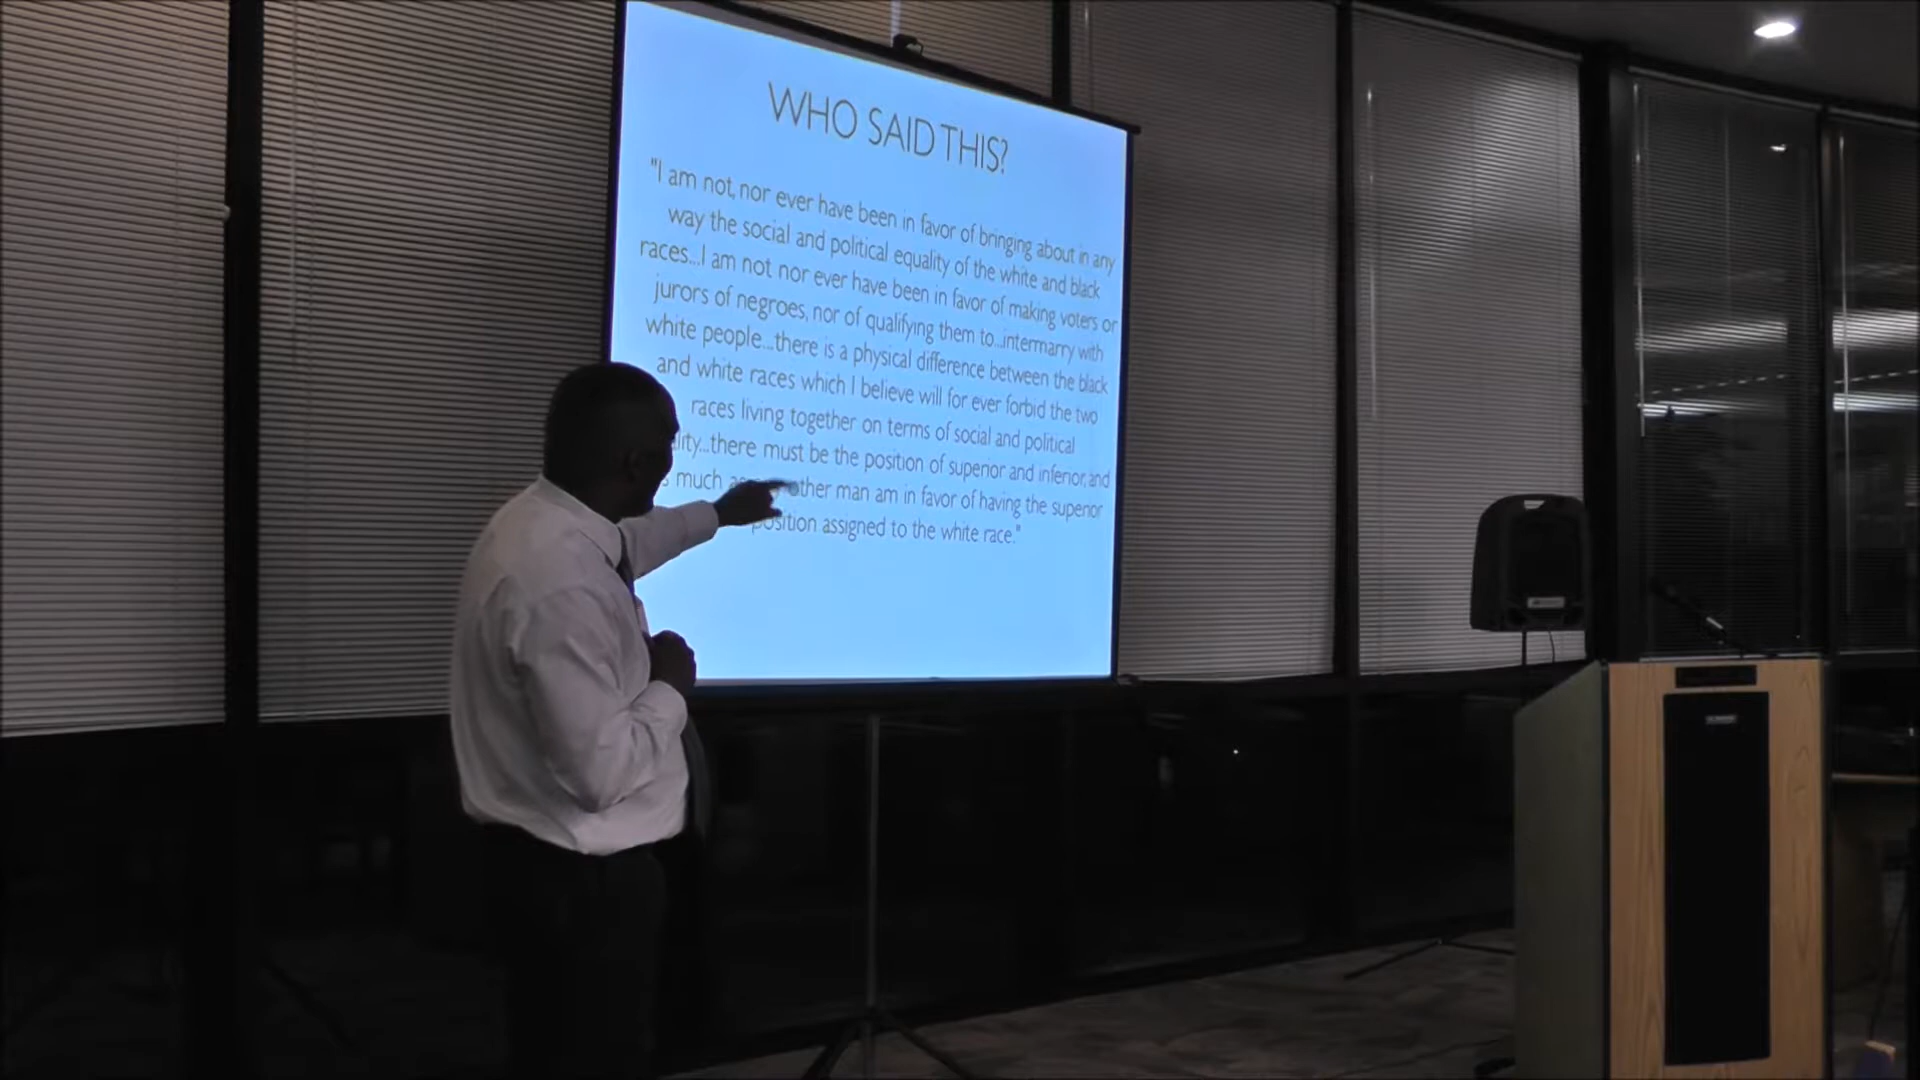 WHO SAID THIS?
"I am not, nor ever have been in favor of bringing about in any
way the social and political equality of the white and black
races...I am not nor ever have been in favor of making voters or
jurors of negroes, nor of qualifying them to...intermarry with
white people...there is a physical difference between the black
and white races which I believe will for ever forbid the two
races living together on terms of social and political
ality...there must be the position of superior and inferior, and
much other man am in favor of having the superior
position assigned to the white race."